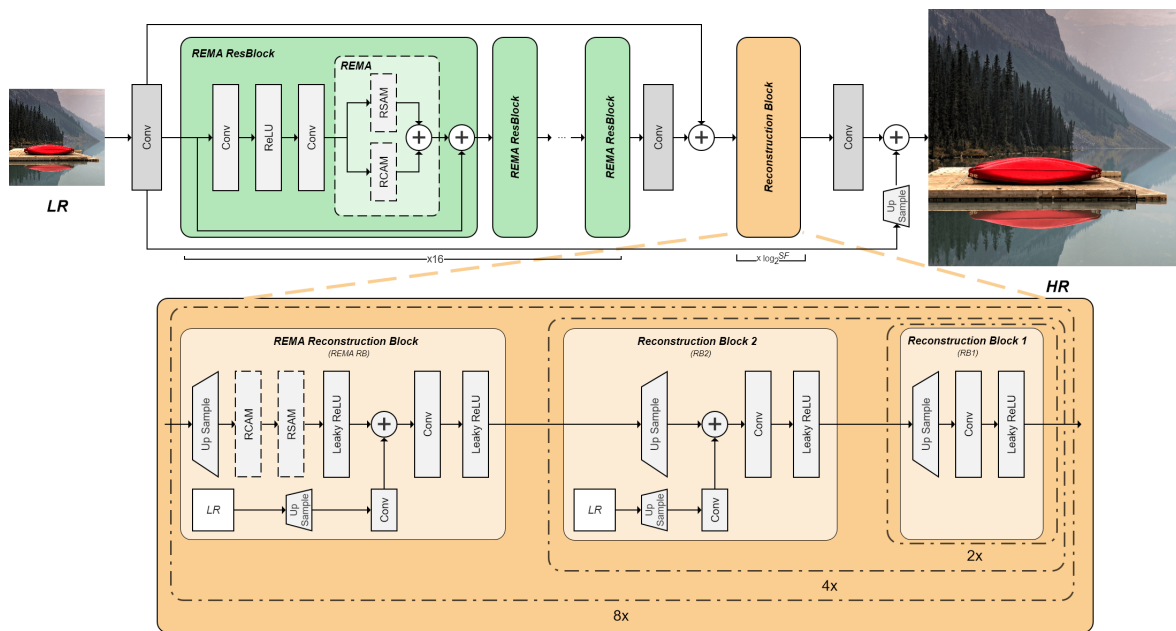 REMA ResBlock
REMA
LR
Conv
Conv
ReLU
Conv
RSAM
RCAM
+
+
REMA ResBlock
...
REMA ResBlock
Conv
+
Reconstruction Block
Conv
+
Up
Sample
x16
x log2SF
HR
REMA Reconstruction Block
(REMA RB)
Up Sample
RCAM
RSAM
Leaky ReLU
+
Conv
Leaky ReLU
LR
Up
Sample
Conv
Reconstruction Block 2
(RB2)
Up Sample
+
Conv
Leaky ReLU
LR
Up
Sample
Conv
Reconstruction Block 1
(RB1)
Up Sample
Conv
Leaky ReLU
2x
4x
8x